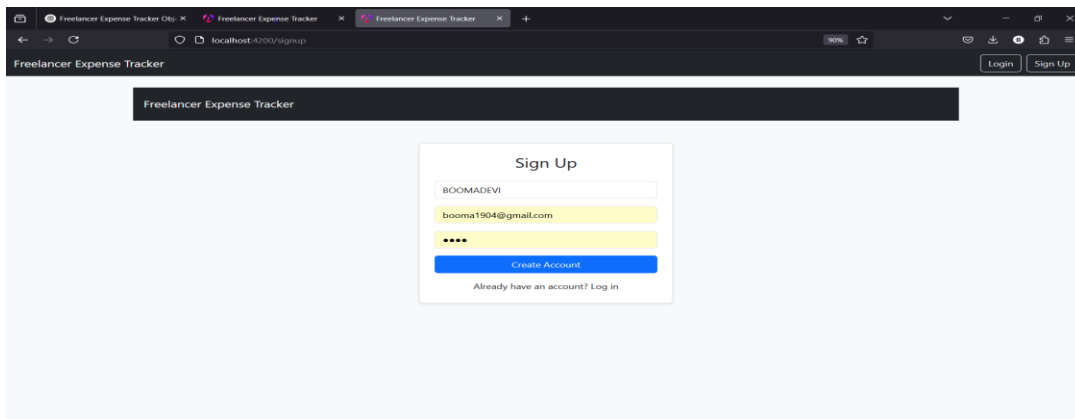 Freelancer Expense Tracker Obj
Freelancer Expense Tracker
Freelancer Expense Tracker
localhost:4200/signup
90%
Freelancer Expense Tracker
Login
Sign Up
Freelancer Expense Tracker
Sign Up
BOOMADEVI
booma1904@gmail.com
••••
Create Account
Already have an account? Log in